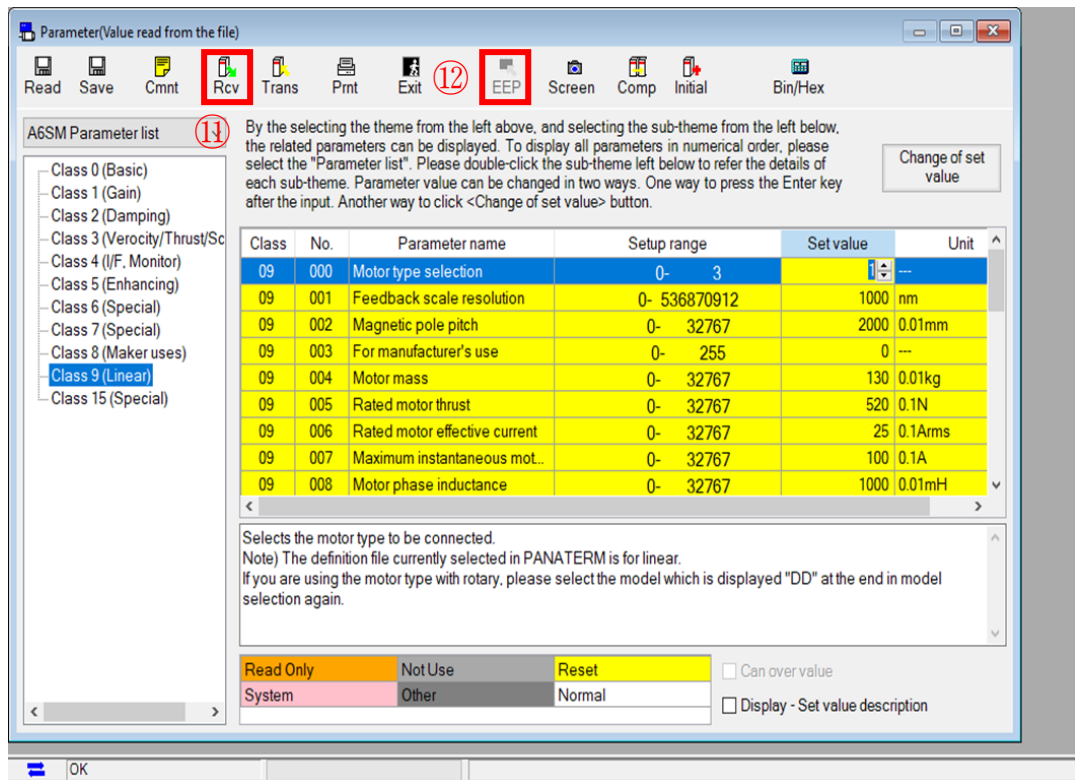 Parameter(Value read from the file)
Read Save Cmnt Rcv Trans Prnt Exit ⑫ EEP Screen Comp Initial Bin/Hex
A6SM Parameter list ⑪
By the selecting the theme from the left above, and selecting the sub-theme from the left below,
the related parameters can be displayed. To display all parameters in numerical order, please
select the "Parameter list". Please double-click the sub-theme left below to refer the details of
each sub-theme. Parameter value can be changed in two ways. One way to press the Enter key
after the input. Another way to click <Change of set value> button.
Change of set
value
Class 0 (Basic)
Class 1 (Gain)
Class 2 (Damping)
Class 3 (Verocity/Thrust/Sc
Class 4 (I/F, Monitor)
Class 5 (Enhancing)
Class 6 (Special)
Class 7 (Special)
Class 8 (Maker uses)
Class 9 (Linear)
Class 15 (Special)
Class No. Parameter name Setup range Set value Unit
09 000 Motor type selection 0- 3 1 ---
09 001 Feedback scale resolution 0- 536870912 1000 nm
09 002 Magnetic pole pitch 0- 32767 2000 0.01mm
09 003 For manufacturer's use 0- 255 0 ---
09 004 Motor mass 0- 32767 130 0.01kg
09 005 Rated motor thrust 0- 32767 520 0.1N
09 006 Rated motor effective current 0- 32767 25 0.1Arms
09 007 Maximum instantaneous mot... 0- 32767 100 0.1A
09 008 Motor phase inductance 0- 32767 1000 0.01mH
Selects the motor type to be connected.
Note) The definition file currently selected in PANATERM is for linear.
If you are using the motor type with rotary, please select the model which is displayed "DD" at the end in model
selection again.
Read Only Not Use Reset
System Other Normal
Can over value
Display - Set value description
OK